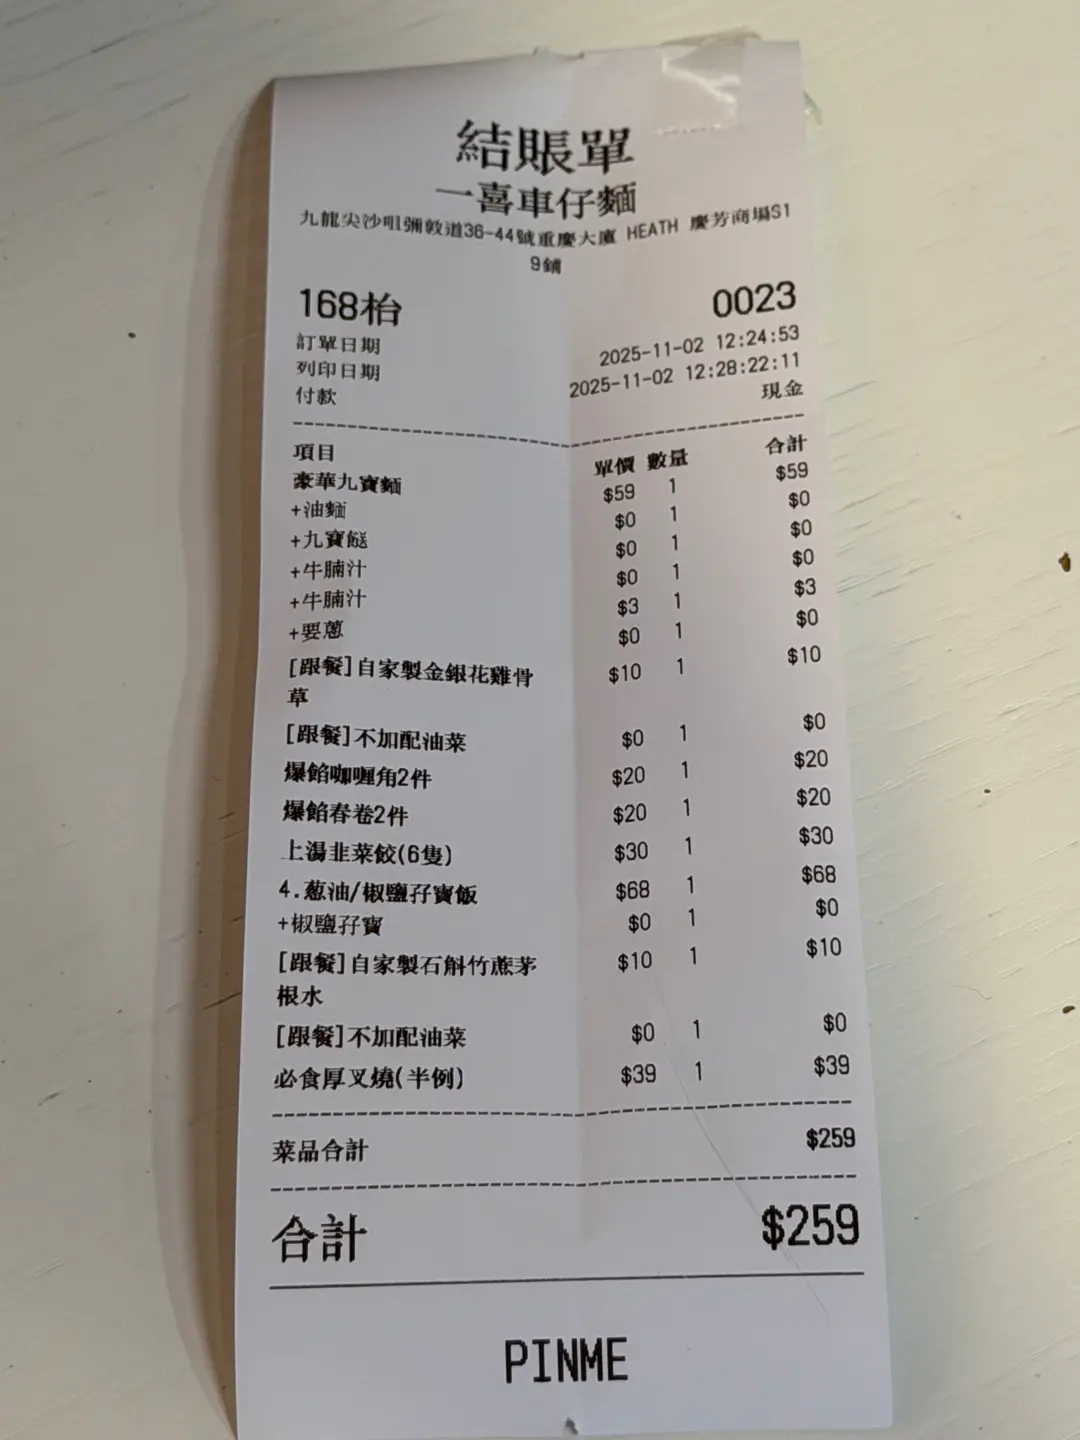 結賬單
一喜車仔麵
九龍尖沙咀彌敦道36-44號重慶大廈 HEATH 慶芳商場S1
9鋪
168枱 0023
訂單日期 2025-11-02 12:24:53
列印日期 2025-11-02 12:28:22:11
付款 現金
項目 單價 數量 合計
豪華九寶麵 $59 1 $59
+油麵 $0 1 $0
+九寶餸 $0 1 $0
+牛腩汁 $0 1 $0
+牛腩汁 $3 1 $3
+要蔥 $0 1 $0
[跟餐]自家製金銀花雞骨 $10 1 $10
草
[跟餐]不加配油菜 $0 1 $0
爆餡咖喱角2件 $20 1 $20
爆餡春卷2件 $20 1 $20
上湯韭菜餃(6隻) $30 1 $30
4.葱油/椒鹽孖寶飯 $68 1 $68
+椒鹽孖寶 $0 1 $0
[跟餐]自家製石斛竹蔗茅 $10 1 $10
根水
[跟餐]不加配油菜 $0 1 $0
必食厚叉燒(半例) $39 1 $39
菜品合計 $259
合計 $259
PINME